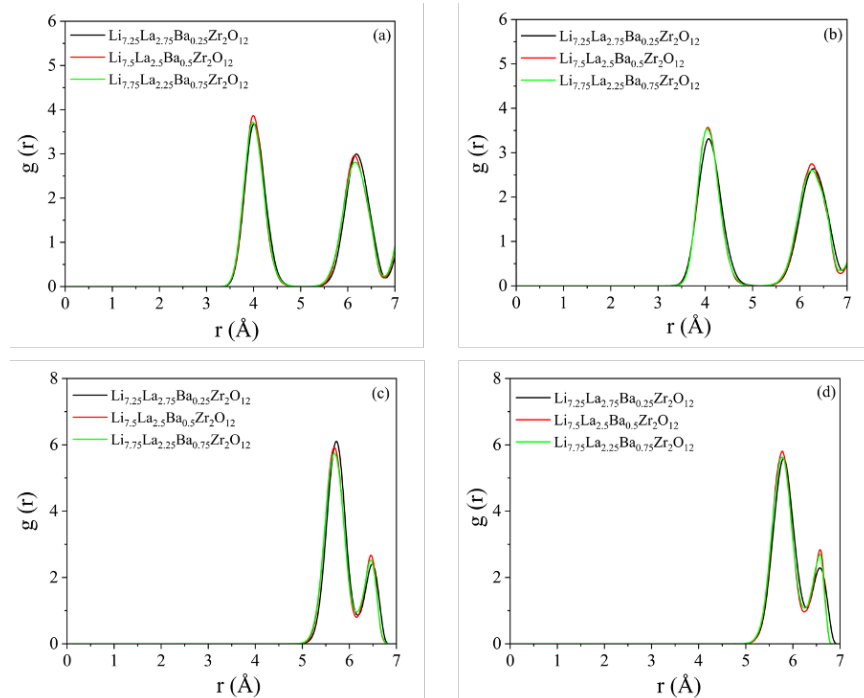 (a)
Li₇.₂₅La₂.₇₅Ba₀.₂₅Zr₂O₁₂
Li₇.₅La₂.₅Ba₀.₅Zr₂O₁₂
Li₇.₇₅La₂.₂₅Ba₀.₇₅Zr₂O₁₂
6
5
4
3
2
1
0
g (r)
0 1 2 3 4 5 6 7
r (Å)
(b)
Li₇.₂₅La₂.₇₅Ba₀.₂₅Zr₂O₁₂
Li₇.₅La₂.₅Ba₀.₅Zr₂O₁₂
Li₇.₇₅La₂.₂₅Ba₀.₇₅Zr₂O₁₂
6
5
4
3
2
1
0
g (r)
0 1 2 3 4 5 6 7
r (Å)
(c)
Li₇.₂₅La₂.₇₅Ba₀.₂₅Zr₂O₁₂
Li₇.₅La₂.₅Ba₀.₅Zr₂O₁₂
Li₇.₇₅La₂.₂₅Ba₀.₇₅Zr₂O₁₂
8
6
4
2
0
g (r)
0 1 2 3 4 5 6 7
r (Å)
(d)
Li₇.₂₅La₂.₇₅Ba₀.₂₅Zr₂O₁₂
Li₇.₅La₂.₅Ba₀.₅Zr₂O₁₂
Li₇.₇₅La₂.₂₅Ba₀.₇₅Zr₂O₁₂
8
6
4
2
0
g (r)
0 1 2 3 4 5 6 7
r (Å)